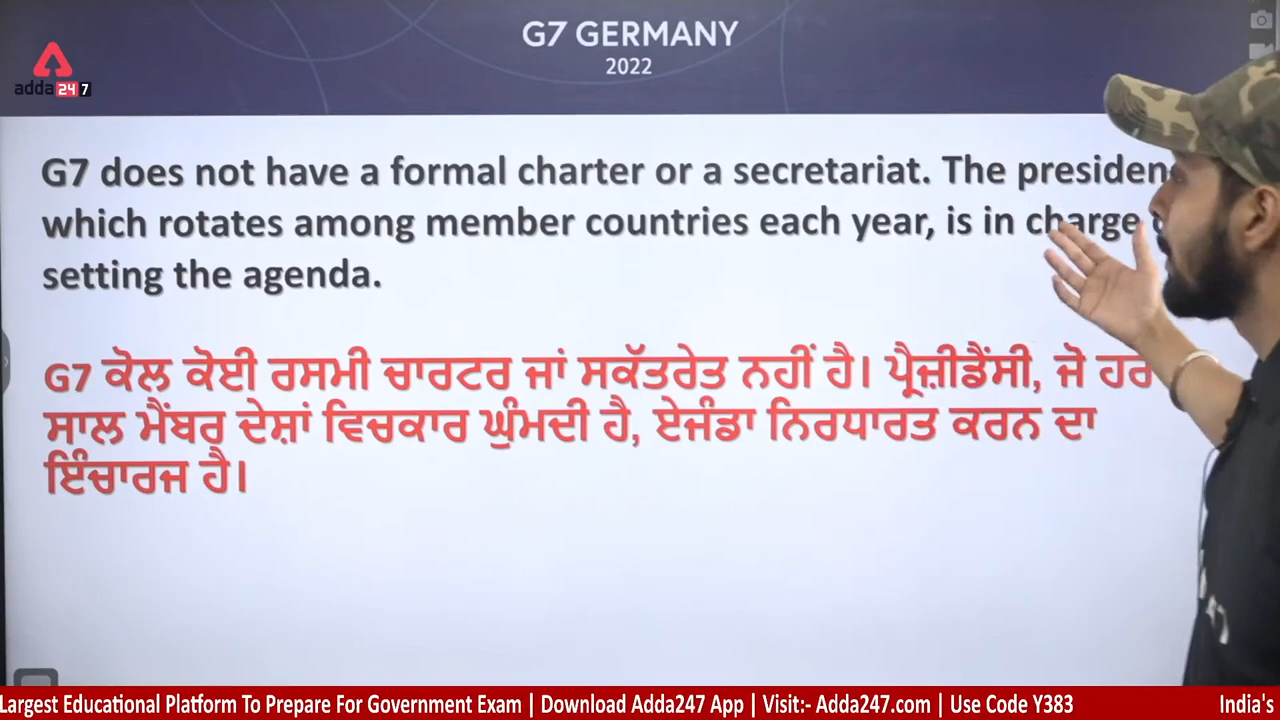 G7 GERMANY
2022
adda247
G7 does not have a formal charter or a secretariat. The
which rotates among member countries each year, is in charge
setting the agenda.
G7 ਕੋਲ ਕੋਈ ਰਸਮੀ ਚਾਰਟਰ ਜਾਂ ਸਕੱਤਰੇਤ ਨਹੀਂ ਹੈ। ਪ੍ਰੈਜ਼ੀਡੈਂਸੀ, ਜੋ ਹਰ
ਸਾਲ ਮੈਂਬਰ ਦੇਸ਼ਾਂ ਵਿਚਕਾਰ ਘੁੰਮਦੀ ਹੈ, ਏਜੰਡਾ ਨਿਰਧਾਰਤ ਕਰਨ ਦਾ
ਇੰਚਾਰਜ ਹੈ।
Largest Educational Platform To Prepare For Government Exam | Download Adda247 App | Visit:- Adda247.com | Use Code Y383 India's